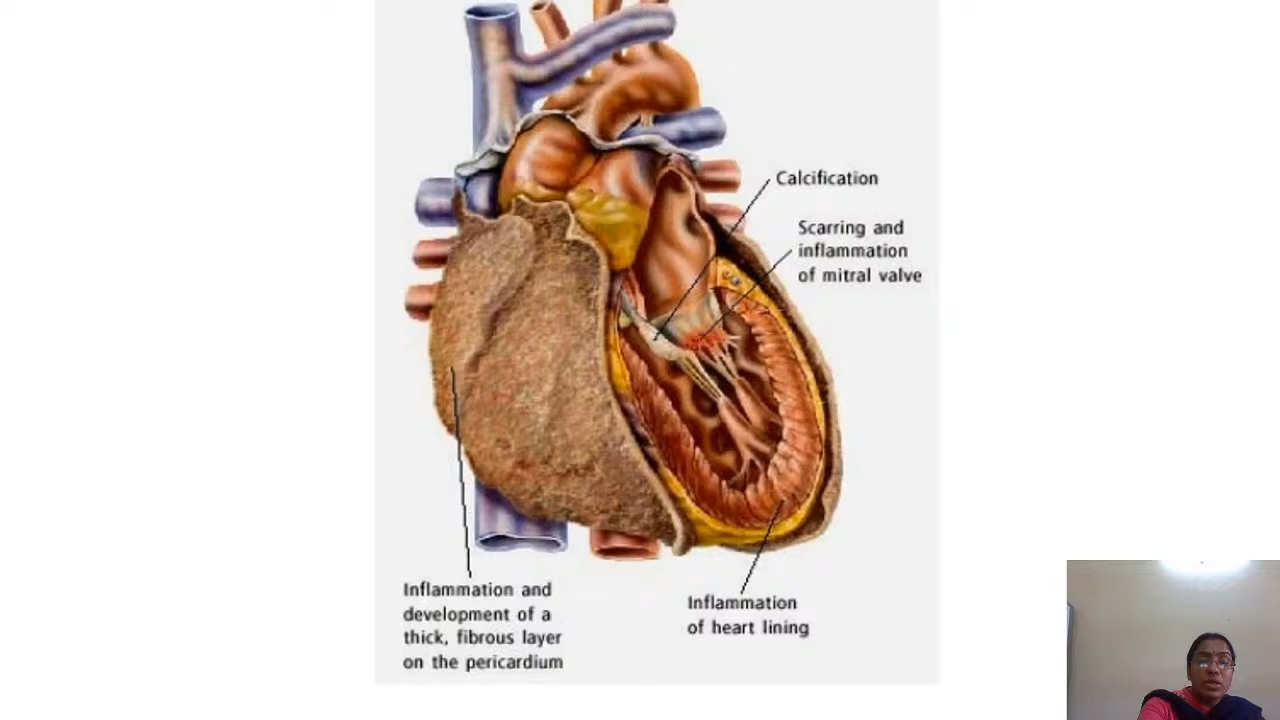 Calcification
Scarring and
inflammation
of mitral valve
Inflammation and
development of a
thick, fibrous layer
on the pericardium
Inflammation
of heart lining